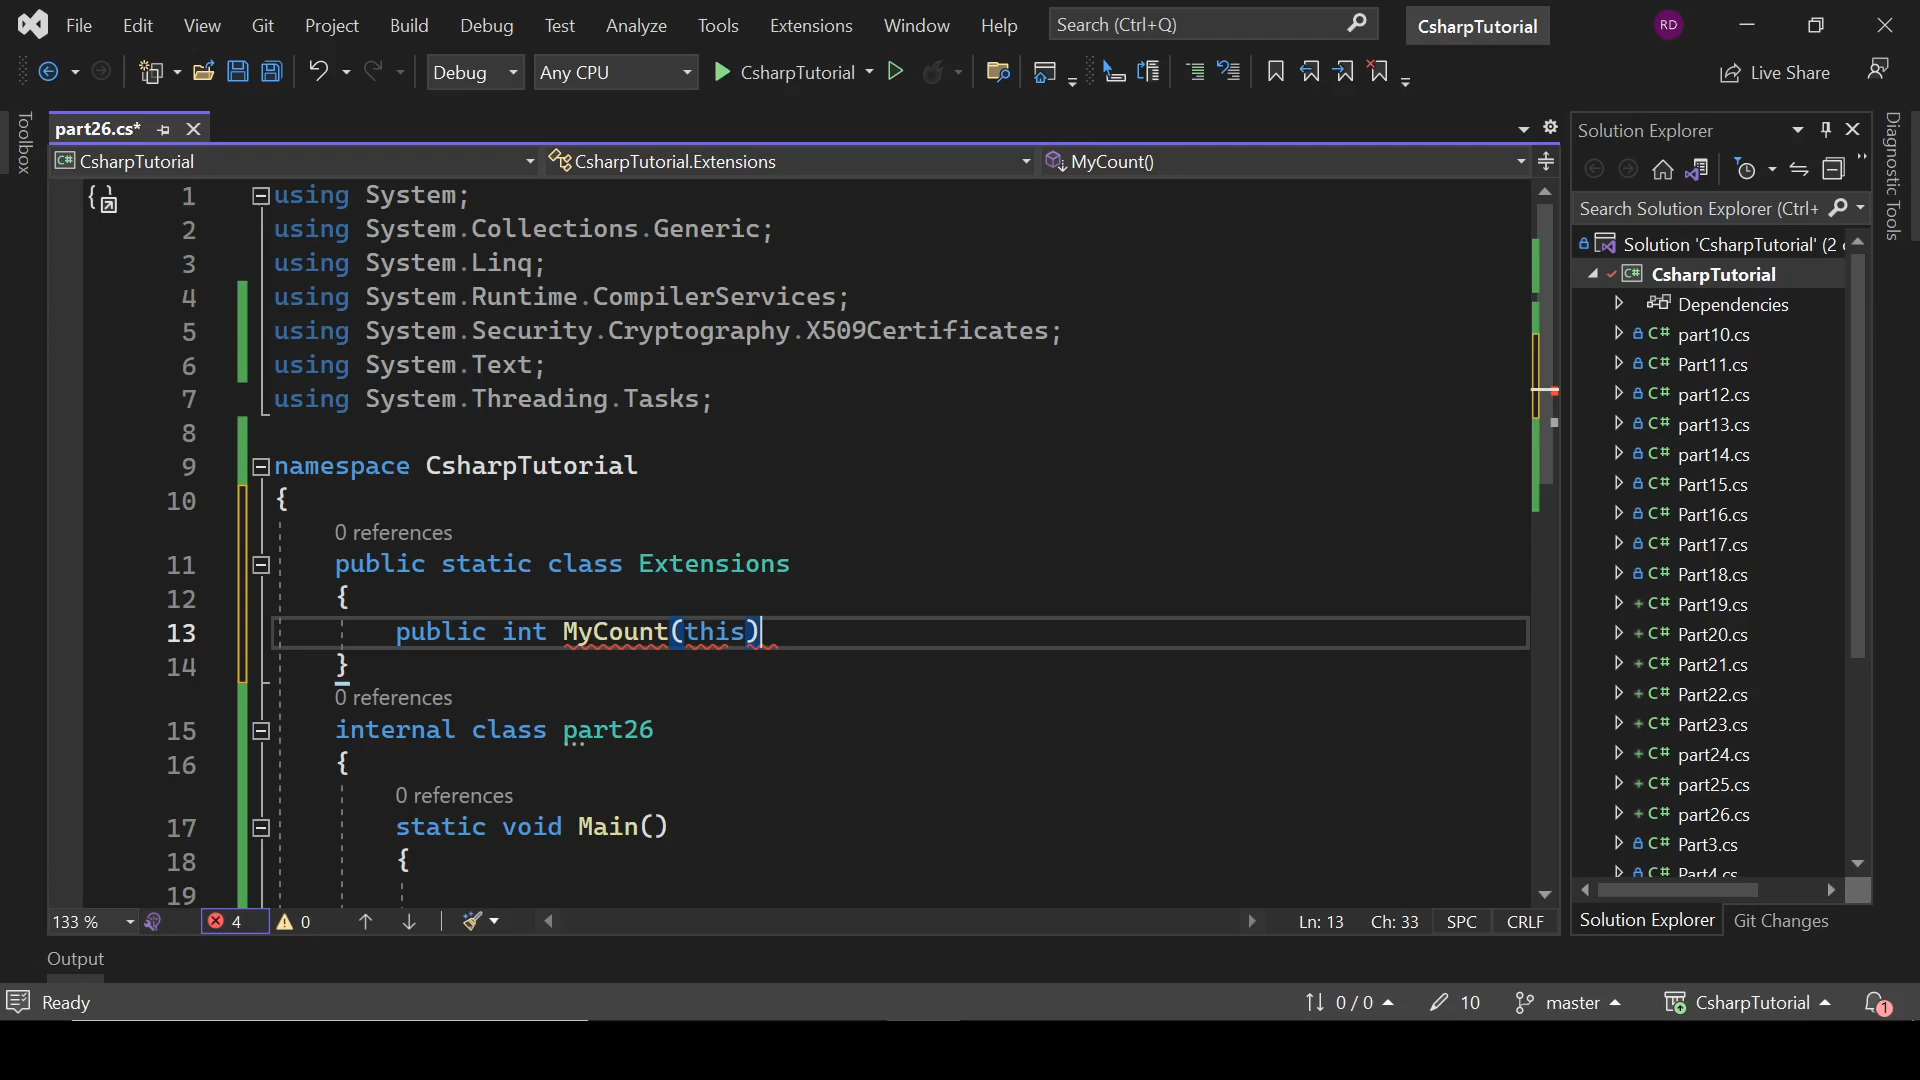 File Edit View Git Project Build Debug Test Analyze Tools Extensions Window Help Search (Ctrl+Q) CsharpTutorial RD
Debug Any CPU CsharpTutorial Live Share
Toolbox
part26.cs*
CsharpTutorial CsharpTutorial.Extensions MyCount()
1 using System;
2 using System.Collections.Generic;
3 using System.Linq;
4 using System.Runtime.CompilerServices;
5 using System.Security.Cryptography.X509Certificates;
6 using System.Text;
7 using System.Threading.Tasks;
8
9 namespace CsharpTutorial
10 {
0 references
11 public static class Extensions
12 {
13 public int MyCount(this)
14 }
0 references
15 internal class part26
16 {
0 references
17 static void Main()
18 {
19
133 % 4 0 Ln: 13 Ch: 33 SPC CRLF
Output
Solution Explorer
Search Solution Explorer (Ctrl+
Solution 'CsharpTutorial' (2
C# CsharpTutorial
Dependencies
C# part10.cs
C# Part11.cs
C# part12.cs
C# part13.cs
C# part14.cs
C# Part15.cs
C# Part16.cs
C# Part17.cs
C# Part18.cs
C# Part19.cs
C# Part20.cs
C# Part21.cs
C# Part22.cs
C# Part23.cs
C# part24.cs
C# part25.cs
C# part26.cs
C# Part3.cs
C# Part4.cs
Solution Explorer Git Changes
Diagnostic Tools
Ready 0 / 0 10 master CsharpTutorial 1